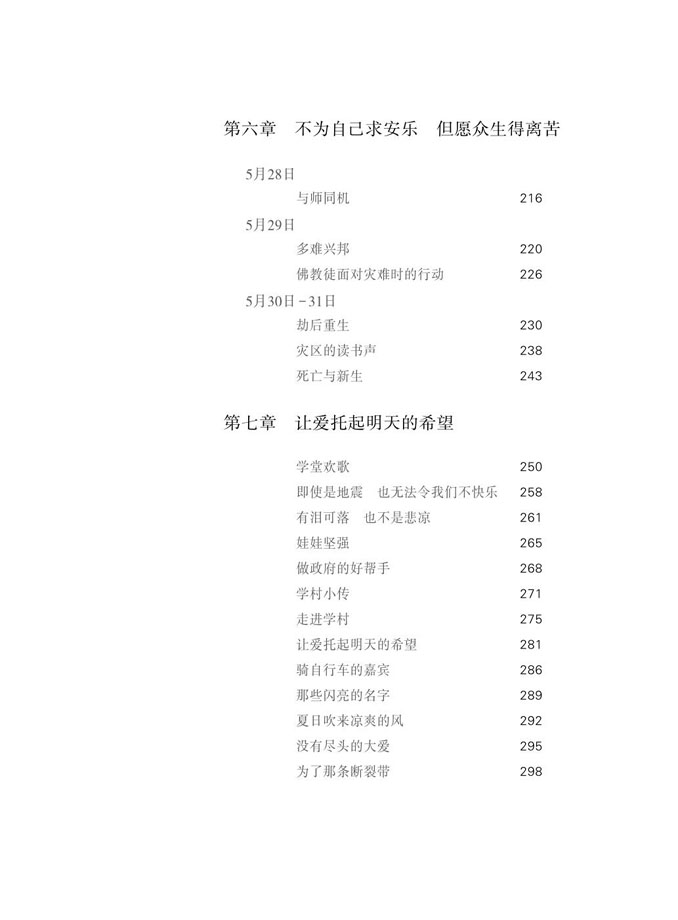 第六章　不为自己求安乐　但愿众生得离苦
5月28日
与师同机 216
5月29日
多难兴邦 220
佛教徒面对灾难时的行动 226
5月30日－31日
劫后重生 230
灾区的读书声 238
死亡与新生 243
第七章　让爱托起明天的希望
学堂欢歌 250
即使是地震　也无法令我们不快乐 258
有泪可落　也不是悲凉 261
娃娃坚强 265
做政府的好帮手 268
学村小传 271
走进学村 275
让爱托起明天的希望 281
骑自行车的嘉宾 286
那些闪亮的名字 289
夏日吹来凉爽的风 292
没有尽头的大爱 295
为了那条断裂带 298